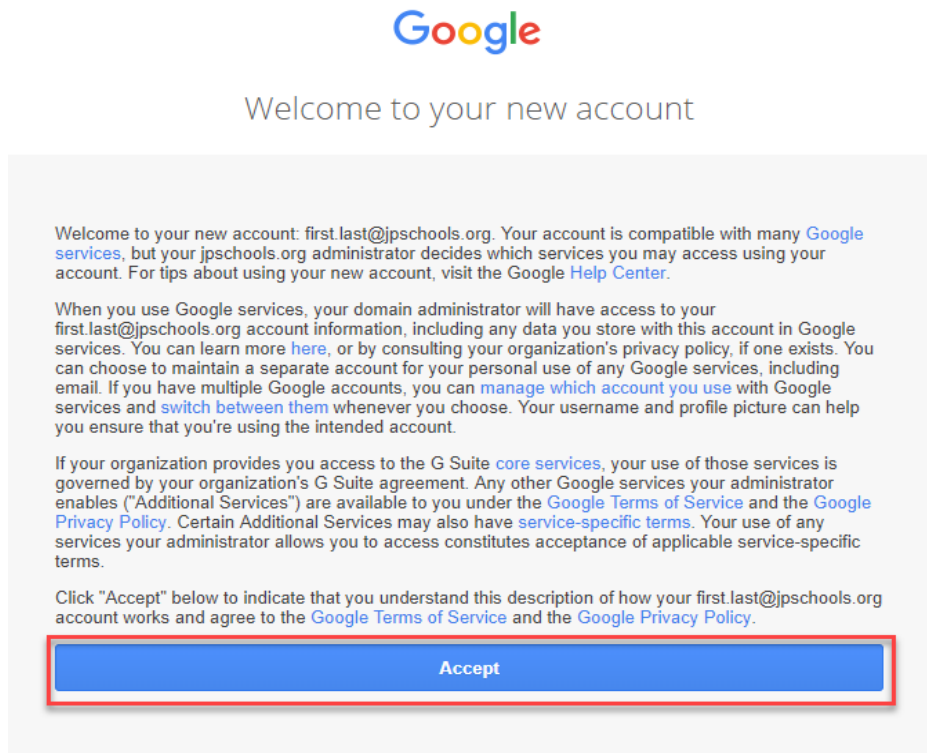 Google
Welcome to your new account
Welcome to your new account: first.last@jpschools.org. Your account is compatible with many Google
services, but your jpschools.org administrator decides which services you may access using your
account. For tips about using your new account, visit the Google Help Center.
When you use Google services, your domain administrator will have access to your
first.last@jpschools.org account information, including any data you store with this account in Google
services. You can learn more here, or by consulting your organization's privacy policy, if one exists. You
can choose to maintain a separate account for your personal use of any Google services, including
email. If you have multiple Google accounts, you can manage which account you use with Google
services and switch between them whenever you choose. Your username and profile picture can help
you ensure that you're using the intended account.
If your organization provides you access to the G Suite core services, your use of those services is
governed by your organization's G Suite agreement. Any other Google services your administrator
enables ("Additional Services") are available to you under the Google Terms of Service and the Google
Privacy Policy. Certain Additional Services may also have service-specific terms. Your use of any
services your administrator allows you to access constitutes acceptance of applicable service-specific
terms.
Click "Accept" below to indicate that you understand this description of how your first.last@jpschools.org
account works and agree to the Google Terms of Service and the Google Privacy Policy.
Accept